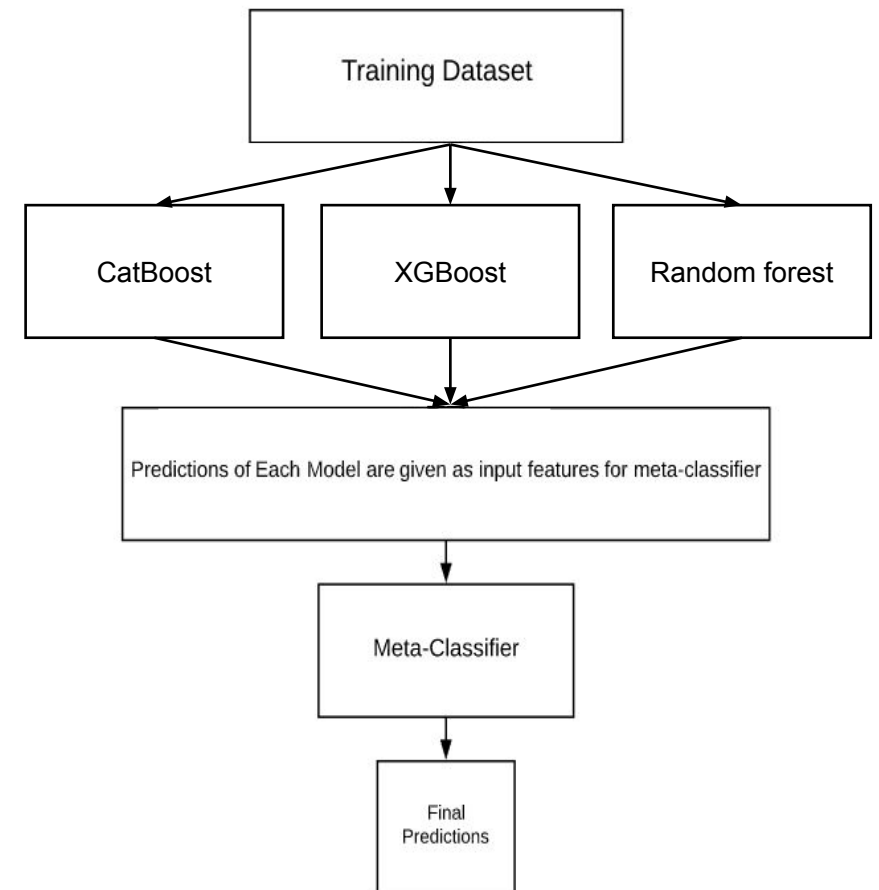 Training Dataset
CatBoost
XGBoost
Random forest
Predictions of Each Model are given as input features for meta-classifier
Meta-Classifier
Final
Predictions